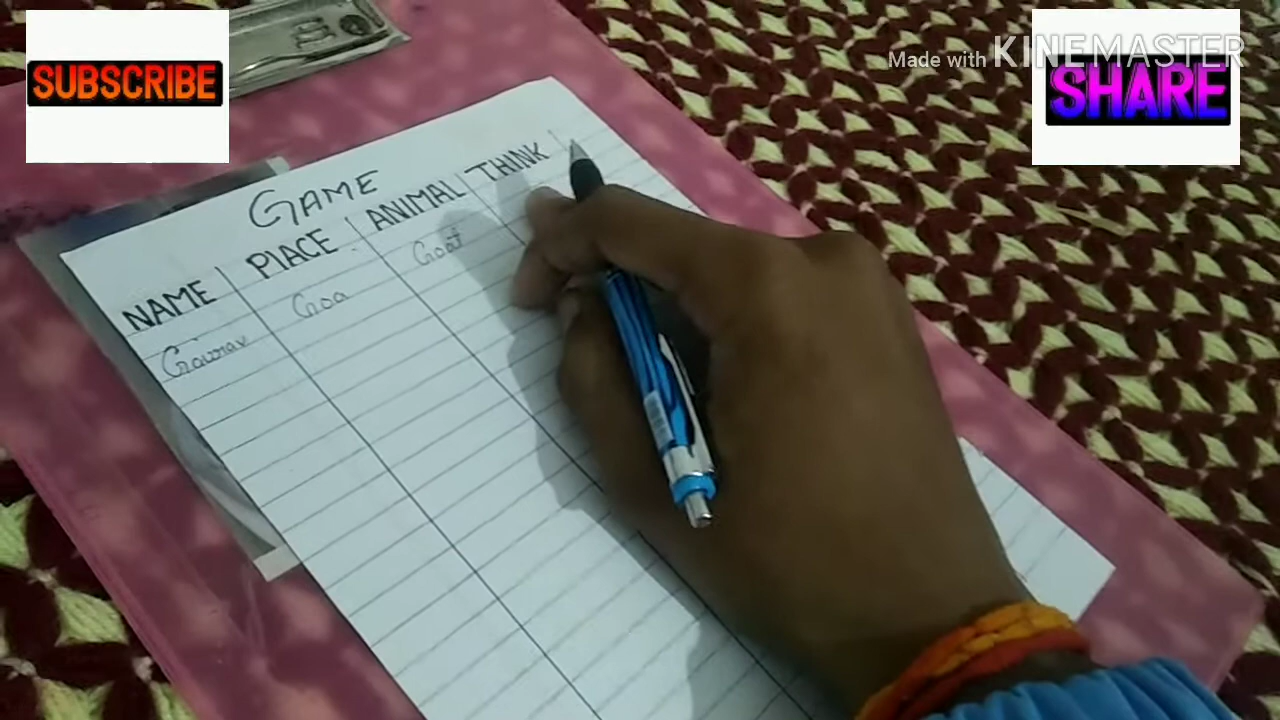 SUBSCRIBE
Made with KINEMASTER
SHARE
GAME
NAME PlACE ANIMAL THINK
Gaurav Goa Goat